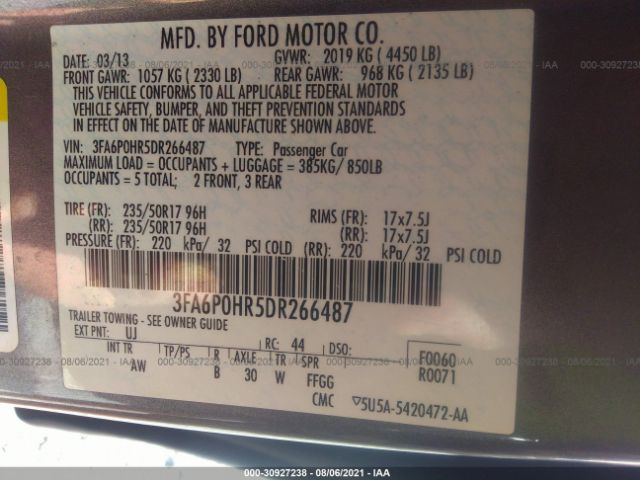 MFD. BY FORD MOTOR CO.
DATE: 03/13 GVWR: 2019 KG ( 4450 LB)
FRONT GAWR: 1057 KG ( 2330 LB) REAR GAWR: 968 KG ( 2135 LB)
THIS VEHICLE CONFORMS TO ALL APPLICABLE FEDERAL MOTOR
VEHICLE SAFETY, BUMPER, AND THEFT PREVENTION STANDARDS
IN EFFECT ON THE DATE OF MANUFACTURE SHOWN ABOVE.
VIN: 3FA6P0HR5DR266487 TYPE: Passenger Car
MAXIMUM LOAD = OCCUPANTS + LUGGAGE = 385KG/ 850LB
OCCUPANTS = 5 TOTAL; 2 FRONT, 3 REAR
TIRE (FR): 235/50R17 96H RIMS (FR): 17x7.5J
(RR): 235/50R17 96H (RR): 17x7.5J
PRESSURE (FR): 220 kPa/ 32 PSI COLD (RR): 220 kPa/ 32 PSI COLD
3FA6P0HR5DR266487
TRAILER TOWING - SEE OWNER GUIDE
EXT PNT: UJ RC: 44 DSO: F0060
INT TR TP/PS R AXLE TR SPR R0071
AW B 30 W FFGG
CMC 5U5A-5420472-AA
000-30927238 - 08/06/2021 - IAA